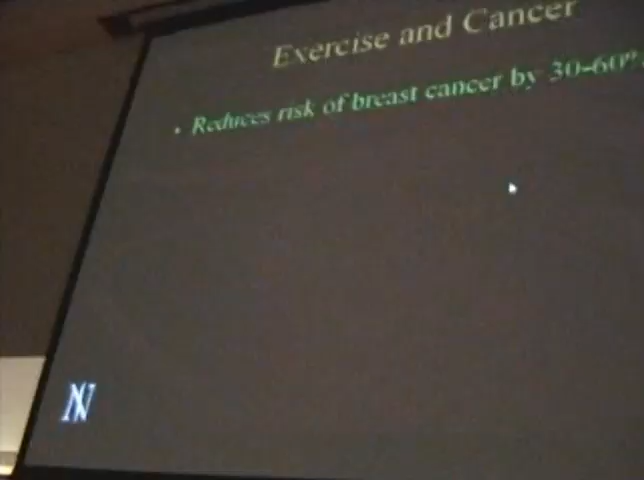 Exercise and Cancer
• Reduces risk of breast cancer by 30-60%
N